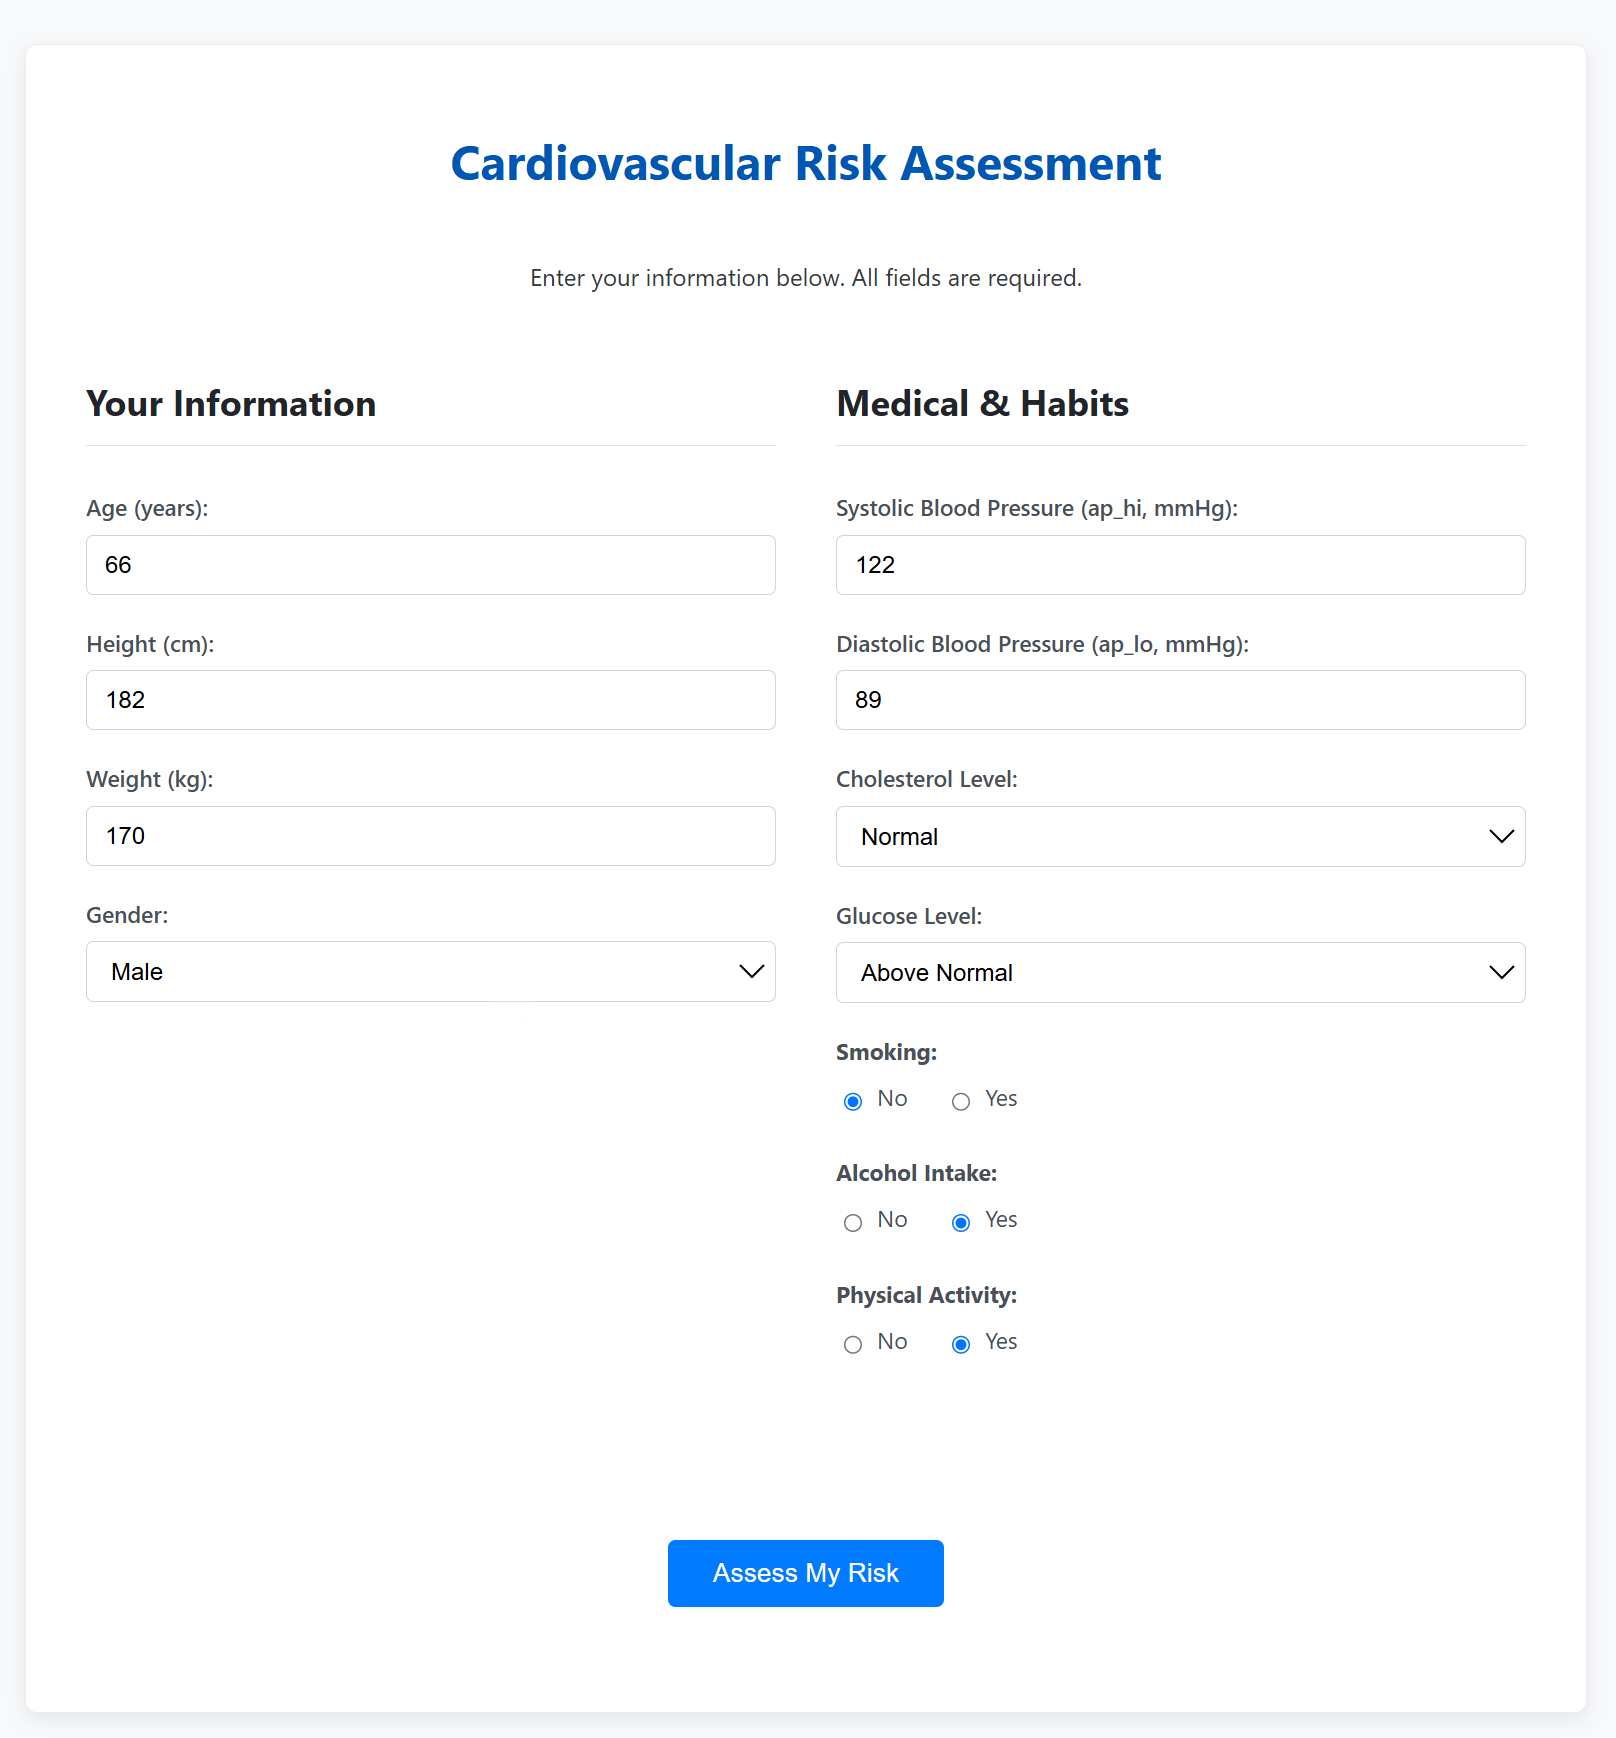 Cardiovascular Risk Assessment
Enter your information below. All fields are required.
Your Information
Age (years):
66
Height (cm):
182
Weight (kg):
170
Gender:
Male
Medical & Habits
Systolic Blood Pressure (ap_hi, mmHg):
122
Diastolic Blood Pressure (ap_lo, mmHg):
89
Cholesterol Level:
Normal
Glucose Level:
Above Normal
Smoking:
No Yes
Alcohol Intake:
No Yes
Physical Activity:
No Yes
Assess My Risk